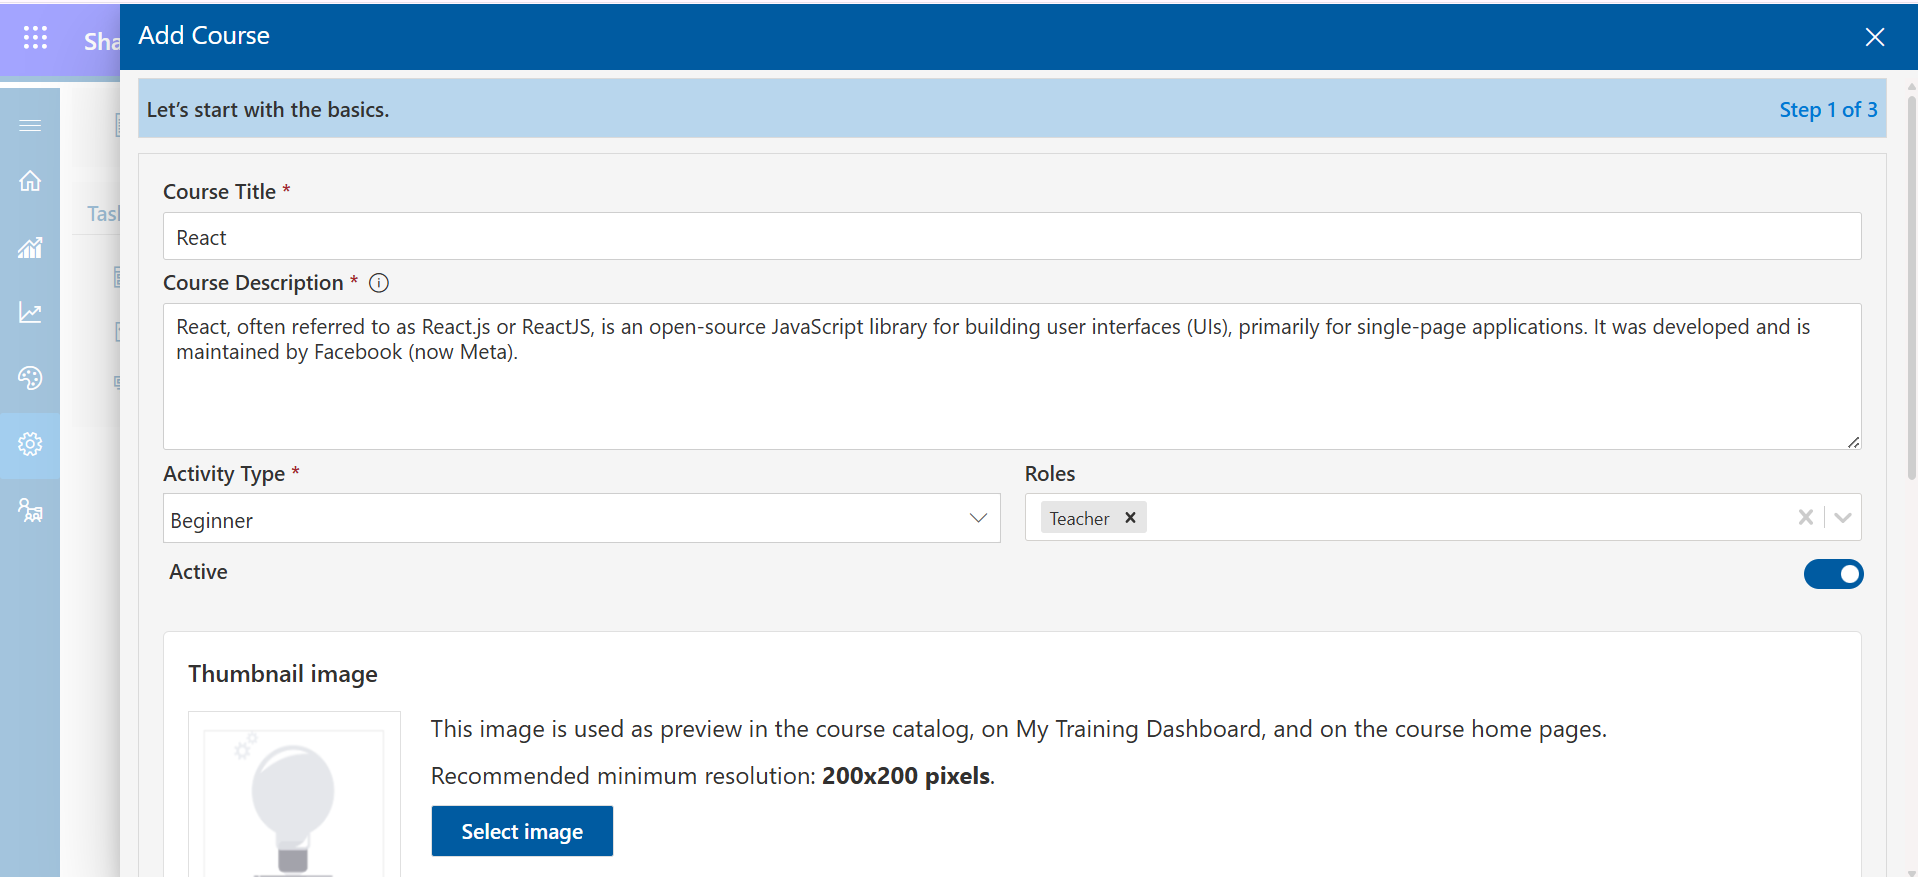 Sha
Add Course
Let’s start with the basics.
Step 1 of 3
Task
Course Title *
React
Course Description *
React, often referred to as React.js or ReactJS, is an open-source JavaScript library for building user interfaces (UIs), primarily for single-page applications. It was developed and is
maintained by Facebook (now Meta).
Activity Type *
Roles
Beginner
Teacher
Active
Thumbnail image
This image is used as preview in the course catalog, on My Training Dashboard, and on the course home pages.
Recommended minimum resolution: 200x200 pixels.
Select image